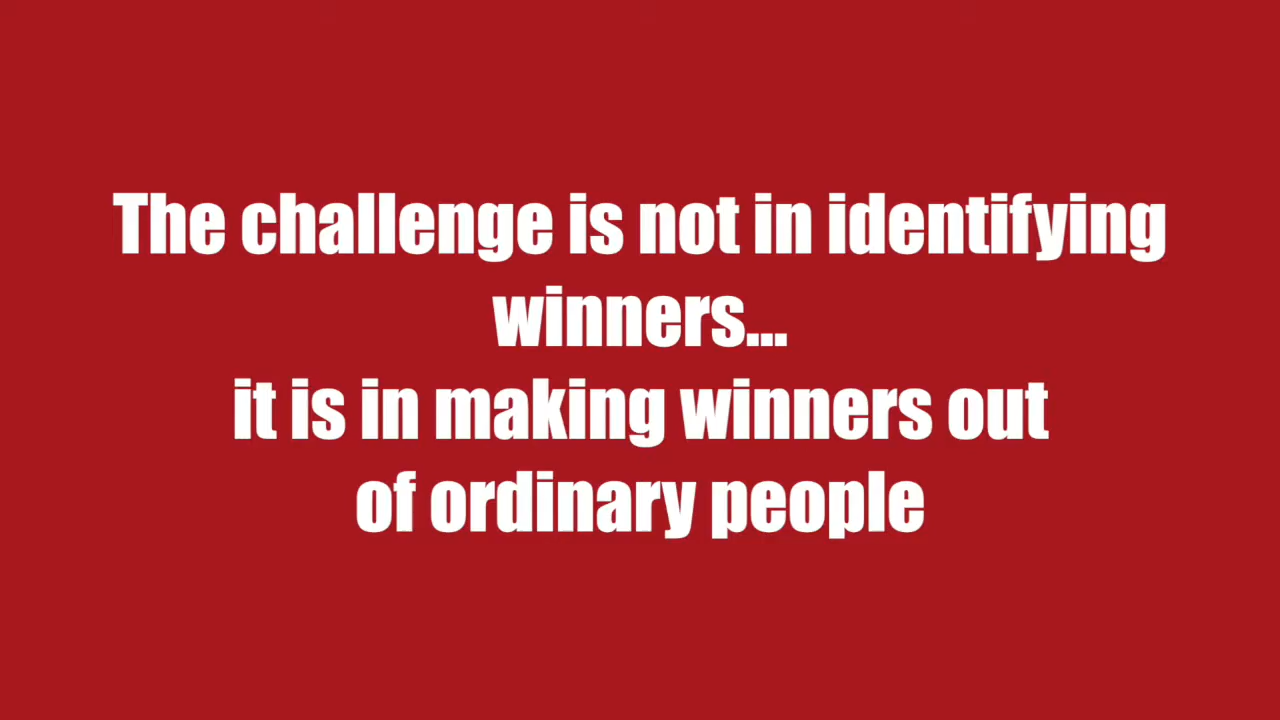 The challenge is not in identifying
winners...
it is in making winners out
of ordinary people